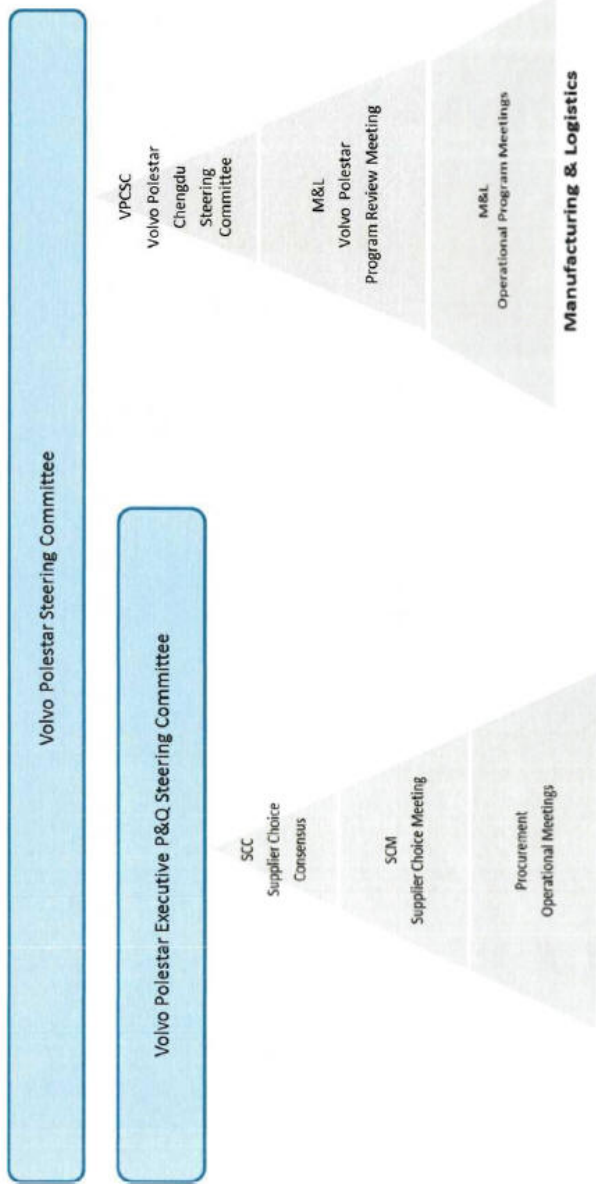 Volvo Polestar Steering Committee
Volvo Polestar Executive P&Q Steering Committee
SCC
Supplier Choice
Consensus
SCM
Supplier Choice Meeting
Procurement
Operational Meetings
VPCSC
Volvo Polestar
Chengdu
Steering
Committee
M&L
Volvo Polestar
Program Review Meeting
M&L
Operational Program Meetings
Manufacturing & Logistics